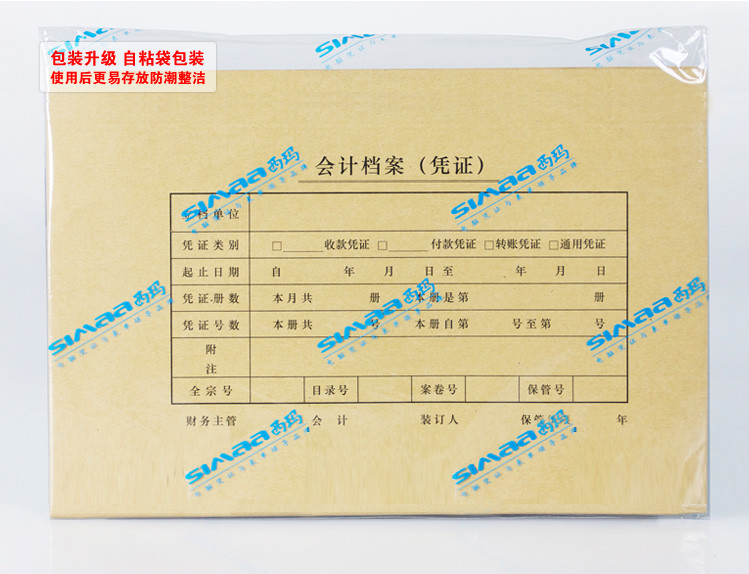 包装升级 自粘袋包装
使用后更易存放防潮整洁
simaa 西玛
会计档案（凭证）
档单位
凭证类别 □______收款凭证 □______付款凭证 □转账凭证 □通用凭证
起止日期 自 年 月 日至 年 月 日
凭证册数 本月共 册 本册是第 册
凭证号数 本册共 号 本册自第 号至第 号
附
注
全宗号 目录号 案卷号 保管号
财务主管 会计 装订人 保管 年
simaa 西玛
simaa 西玛
simaa 西玛
simaa 西玛
simaa 西玛
simaa 西玛